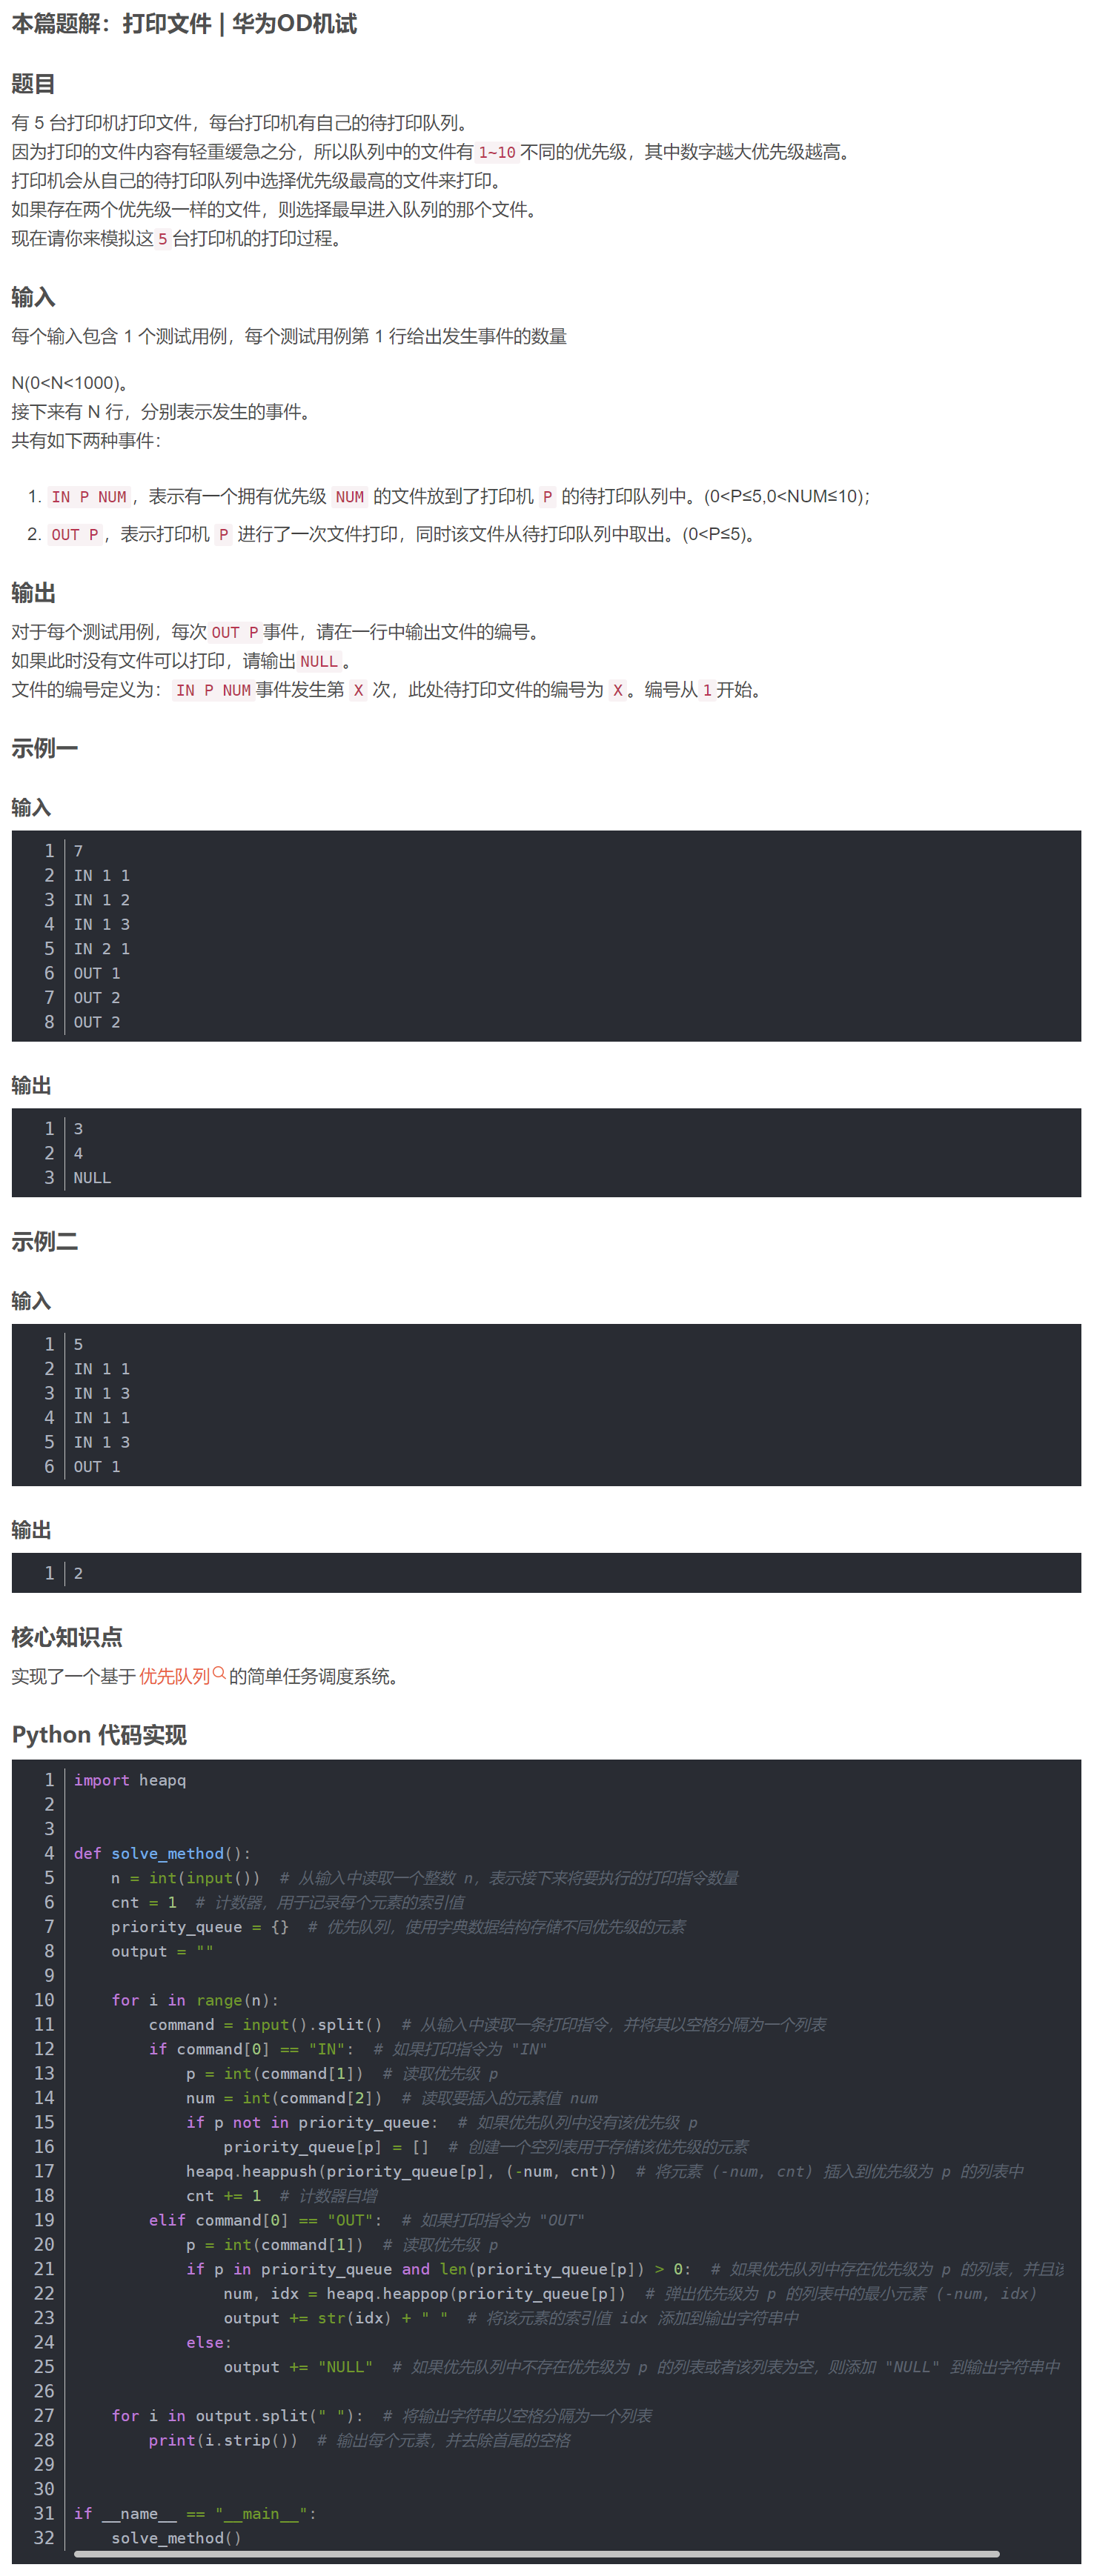 本篇题解：打印文件 | 华为OD机试
题目
有 5 台打印机打印文件，每台打印机有自己的待打印队列。
因为打印的文件内容有轻重缓急之分，所以队列中的文件有1~10不同的优先级，其中数字越大优先级越高。
打印机会从自己的待打印队列中选择优先级最高的文件来打印。
如果存在两个优先级一样的文件，则选择最早进入队列的那个文件。
现在请你来模拟这5台打印机的打印过程。
输入
每个输入包含 1 个测试用例，每个测试用例第 1 行给出发生事件的数量
N(0<N<1000)。
接下来有 N 行，分别表示发生的事件。
共有如下两种事件：
1. IN P NUM，表示有一个拥有优先级 NUM 的文件放到了打印机 P 的待打印队列中。(0<P≤5,0<NUM≤10)；
2. OUT P，表示打印机 P 进行了一次文件打印，同时该文件从待打印队列中取出。(0<P≤5)。
输出
对于每个测试用例，每次OUT P事件，请在一行中输出文件的编号。
如果此时没有文件可以打印，请输出NULL。
文件的编号定义为：IN P NUM事件发生第 X 次，此处待打印文件的编号为 X。编号从1开始。
示例一
输入
1 7
2 IN 1 1
3 IN 1 2
4 IN 1 3
5 IN 2 1
6 OUT 1
7 OUT 2
8 OUT 2
输出
1 3
2 4
3 NULL
示例二
输入
1 5
2 IN 1 1
3 IN 1 3
4 IN 1 1
5 IN 1 3
6 OUT 1
输出
1 2
核心知识点
实现了一个基于 优先队列 的简单任务调度系统。
Python 代码实现
1 import heapq
2
3
4 def solve_method():
5     n = int(input())  # 从输入中读取一个整数 n，表示接下来将要执行的打印指令数量
6     cnt = 1  # 计数器，用于记录每个元素的索引值
7     priority_queue = {}  # 优先队列，使用字典数据结构存储不同优先级的元素
8     output = ""
9
10     for i in range(n):
11         command = input().split()  # 从输入中读取一条打印指令，并将其以空格分隔为一个列表
12         if command[0] == "IN":  # 如果打印指令为 "IN"
13             p = int(command[1])  # 读取优先级 p
14             num = int(command[2])  # 读取要插入的元素值 num
15             if p not in priority_queue:  # 如果优先队列中没有该优先级 p
16                 priority_queue[p] = []  # 创建一个空列表用于存储该优先级的元素
17             heapq.heappush(priority_queue[p], (-num, cnt))  # 将元素 (-num, cnt) 插入到优先级为 p 的列表中
18             cnt += 1  # 计数器自增
19         elif command[0] == "OUT":  # 如果打印指令为 "OUT"
20             p = int(command[1])  # 读取优先级 p
21             if p in priority_queue and len(priority_queue[p]) > 0:  # 如果优先队列中存在优先级为 p 的列表，并且
22                 num, idx = heapq.heappop(priority_queue[p])  # 弹出优先级为 p 的列表中的最小元素 (-num, idx)
23                 output += str(idx) + " "  # 将该元素的索引值 idx 添加到输出字符串中
24             else:
25                 output += "NULL"  # 如果优先队列中不存在优先级为 p 的列表或者该列表为空，则添加 "NULL" 到输出字符串中
26
27     for i in output.split(" "):  # 将输出字符串以空格分隔为一个列表
28         print(i.strip())  # 输出每个元素，并去除首尾的空格
29
30
31 if __name__ == "__main__":
32     solve_method()